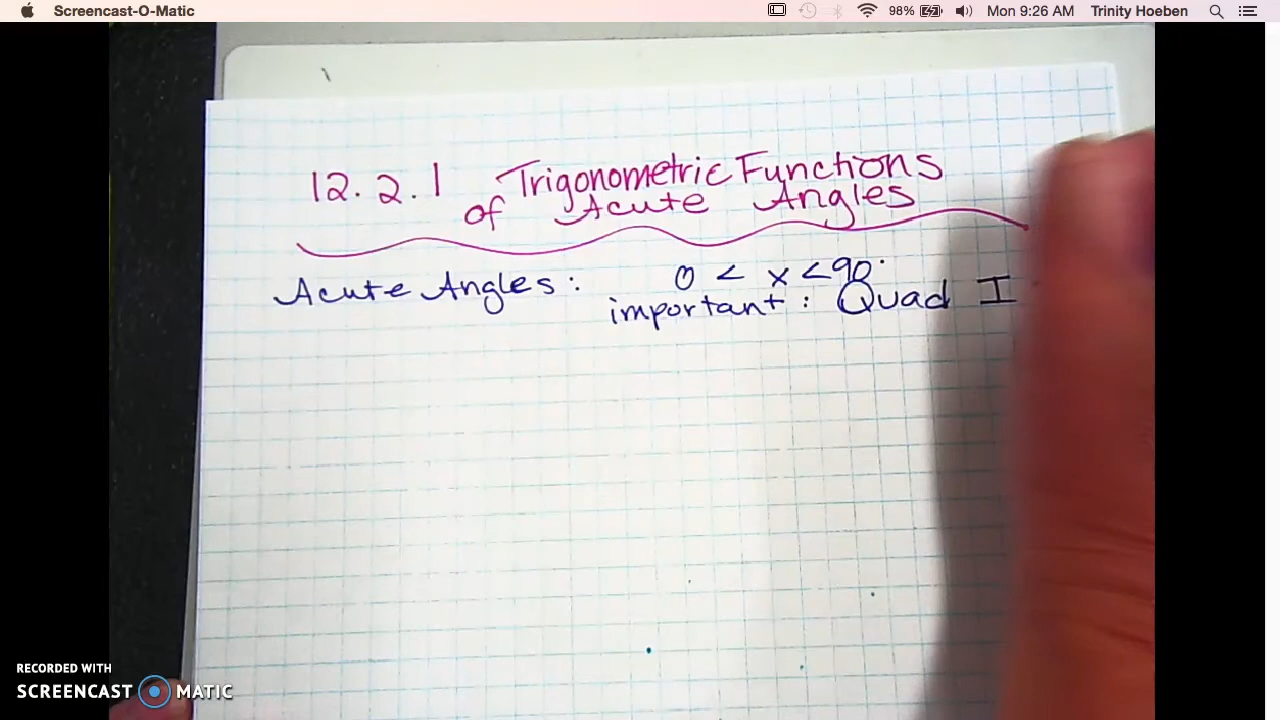 Screencast-O-Matic 98% Mon 9:26 AM Trinity Hoeben
12.2.1 Trigonometric Functions
of Acute Angles
Acute Angles: 0 < x < 90°
important: Quad I
RECORDED WITH
SCREENCAST MATIC